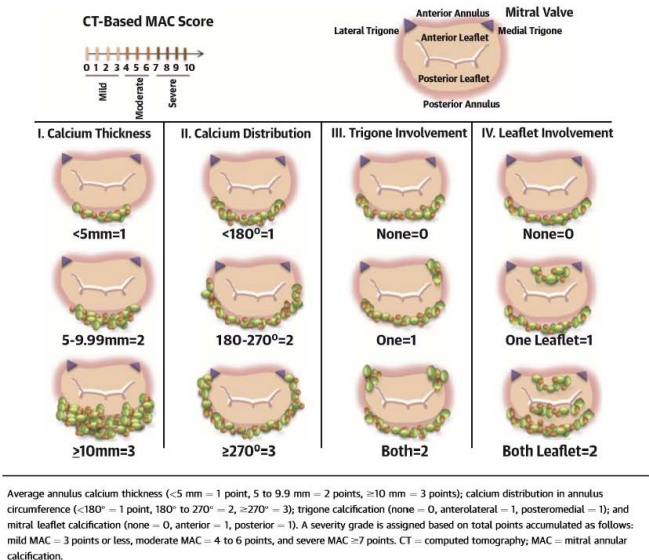 CT-Based MAC Score
0 1 2 3 4 5 6 7 8 9 10
Mild
Moderate
Severe
Anterior Annulus
Mitral Valve
Lateral Trigone
Anterior Leaflet
Medial Trigone
Posterior Leaflet
Posterior Annulus
I. Calcium Thickness
II. Calcium Distribution
III. Trigone Involvement
IV. Leaflet Involvement
<5mm=1
<180º=1
None=0
None=0
5-9.99mm=2
180-270º=2
One=1
One Leaflet=1
≥10mm=3
≥270º=3
Both=2
Both Leaflet=2
Average annulus calcium thickness (<5 mm = 1 point, 5 to 9.9 mm = 2 points, ≥10 mm = 3 points); calcium distribution in annulus
circumference (<180° = 1 point, 180° to 270° = 2, ≥270° = 3); trigone calcification (none = 0, anterolateral = 1, posteromedial = 1); and
mitral leaflet calcification (none = 0, anterior = 1, posterior = 1). A severity grade is assigned based on total points accumulated as follows:
mild MAC = 3 points or less, moderate MAC = 4 to 6 points, and severe MAC ≥7 points. CT = computed tomography; MAC = mitral annular
calcification.